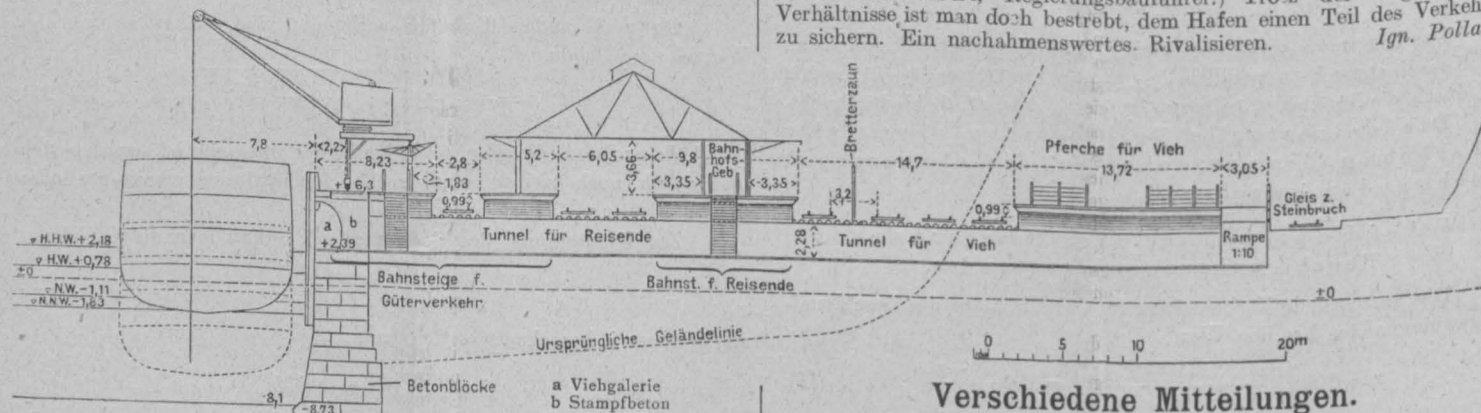 Regierungsbauführer.)
Verhältnisse ist man doch bestrebt, dem Hafen einen Teil des Verkeh
zu sichern. Ein nachahmenswertes Rivalisieren. Ign. Polla
Bretterzaun
7,8
2,2
8,23
2,8
1,83
5,2
6,05
3,66
9,8
Bahn-
hofs-
Geb
3,35
3,35
14,7
3,2
Pferche für Vieh
13,72
3,05
+ 6,3
0,99
0,99
Gleis z.
Steinbruch
a
b
+2,39
Tunnel für Reisende
2,28
Tunnel für Vieh
Rampe
1:10
H.H.W.+2,18
H.W.+0,78
±0
N.W.-1,11
N.N.W.-1,83
Bahnsteige f.
Güterverkehr
Bahnst. f. Reisende
±0
Ursprüngliche Geländelinie
0 5 10 20m
Betonblöcke
a Viehgalerie
b Stampfbeton
-8,1
-8,73
Verschiedene Mitteilungen.